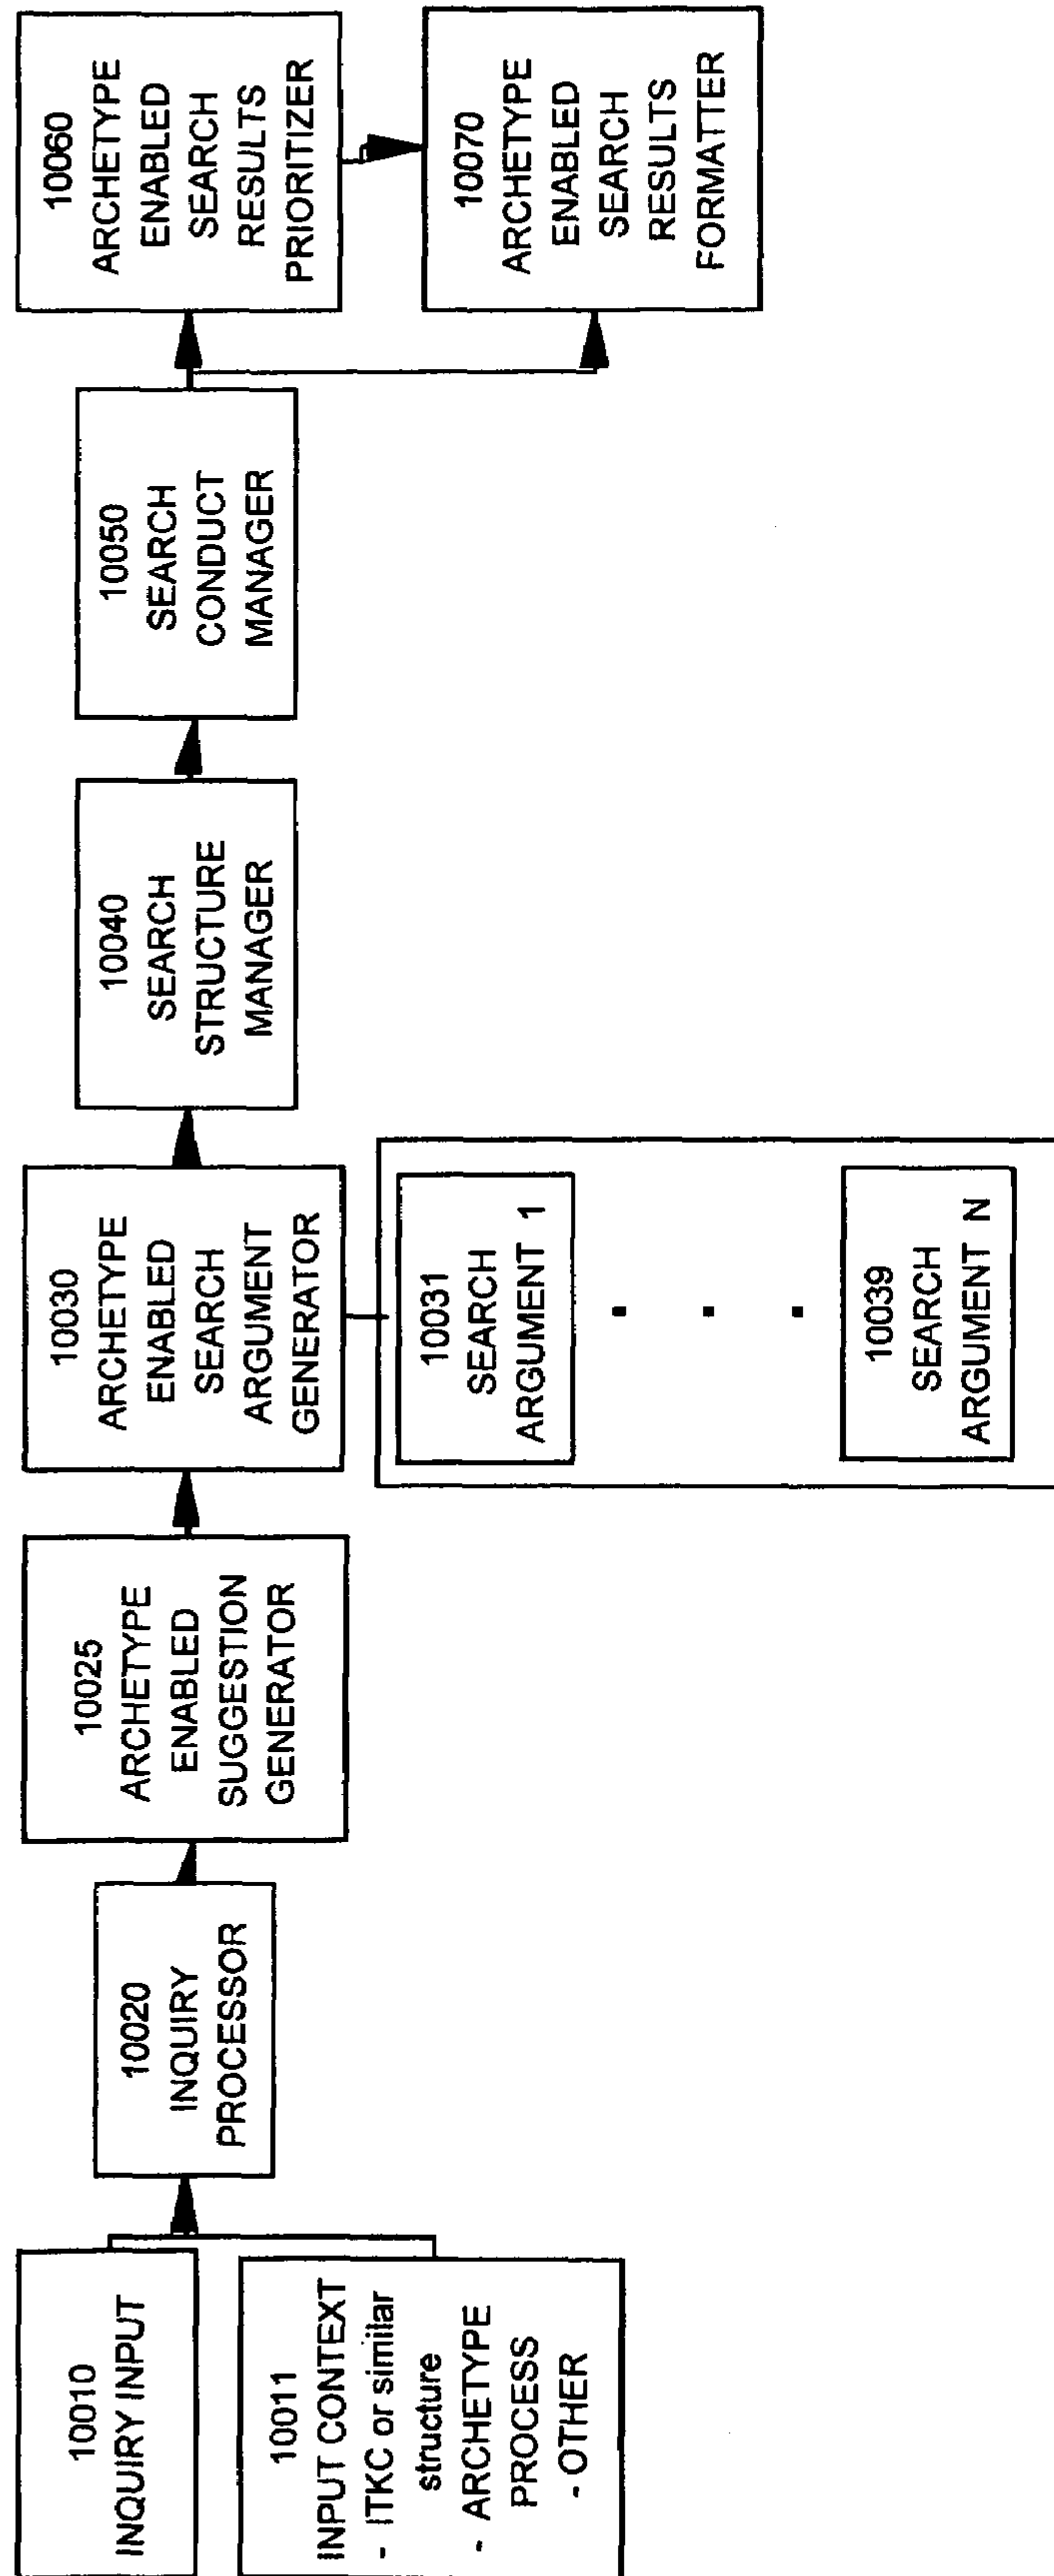 10010
INQUIRY INPUT
10011
INPUT CONTEXT
- ITKC or similar
structure
- ARCHETYPE
PROCESS
- OTHER
10020
INQUIRY
PROCESSOR
10025
ARCHETYPE
ENABLED
SUGGESTION
GENERATOR
10030
ARCHETYPE
ENABLED
SEARCH
ARGUMENT
GENERATOR
10031
SEARCH
ARGUMENT 1
.
.
.
10039
SEARCH
ARGUMENT N
10040
SEARCH
STRUCTURE
MANAGER
10050
SEARCH
CONDUCT
MANAGER
10060
ARCHETYPE
ENABLED
SEARCH
RESULTS
PRIORITIZER
10070
ARCHETYPE
ENABLED
SEARCH
RESULTS
FORMATTER